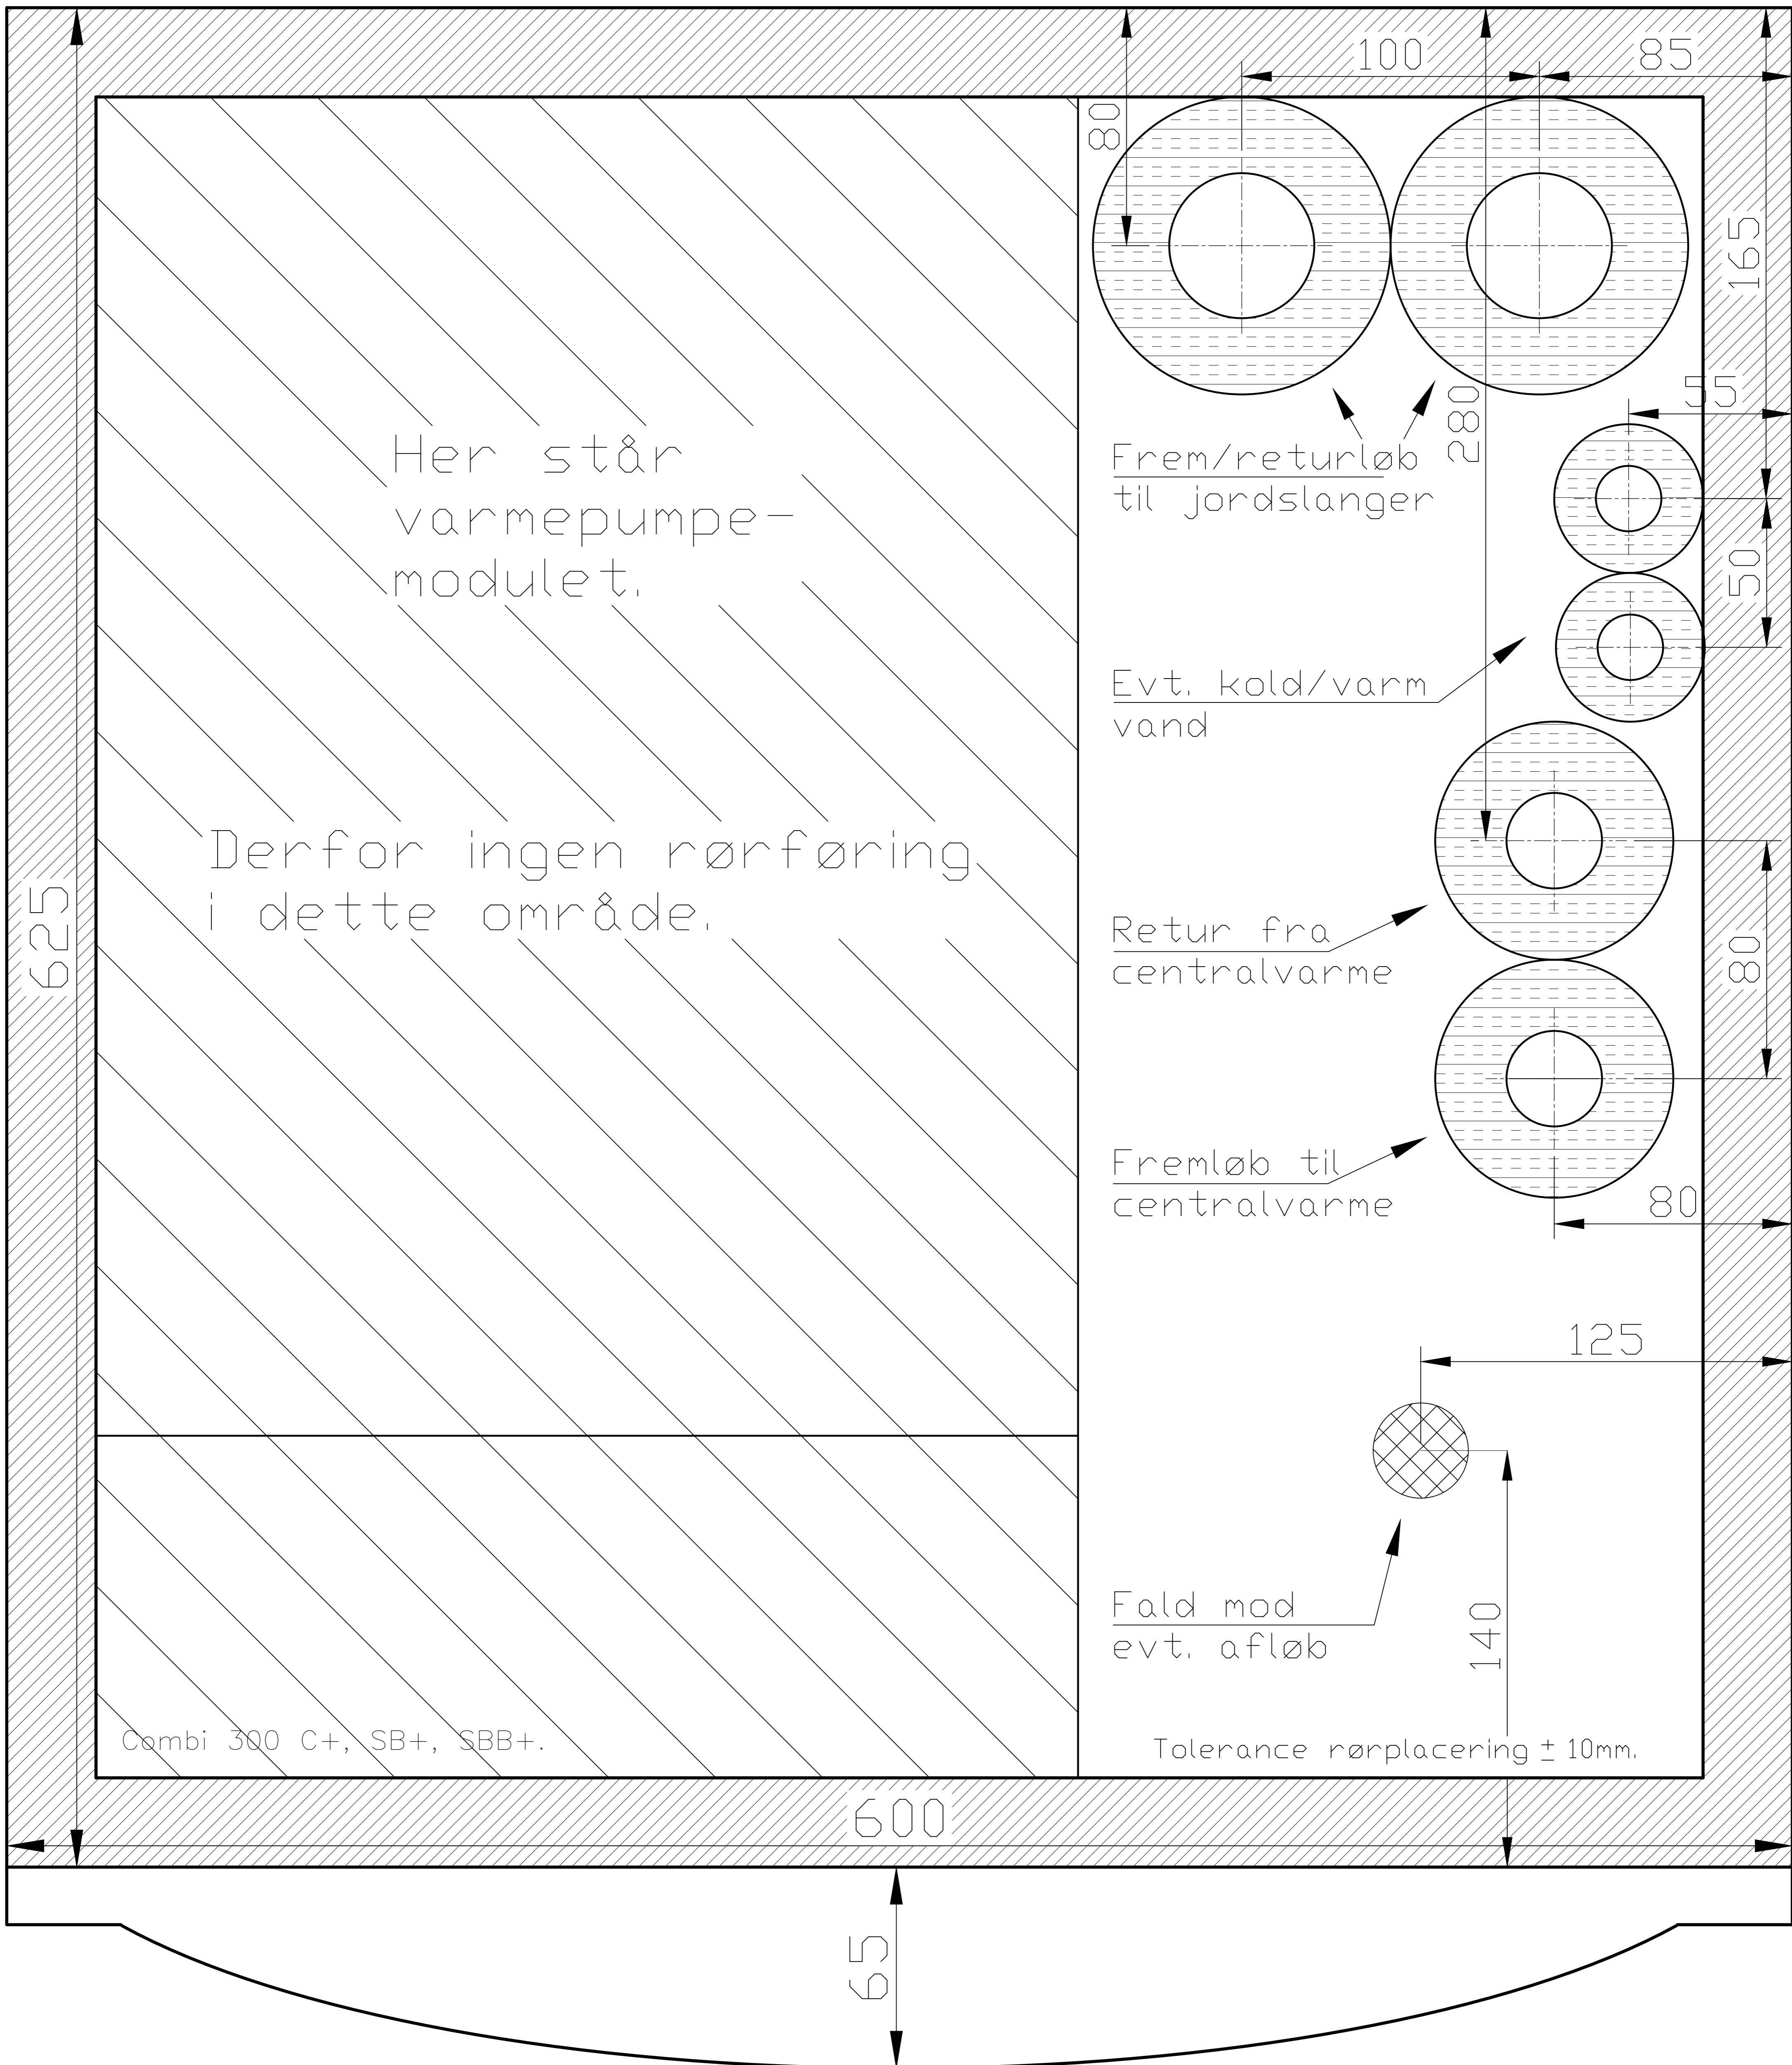 100
85
80
165
Her står
varmepumpe-
modulet.
280
55
Frem/returløb
til jordslanger
50
Evt. kold/varm
vand
Derfor ingen rørføring
i dette område.
625
Retur fra
centralvarme
80
Fremløb til
centralvarme
80
125
Fald mod
evt. afløb
140
Combi 300 C+, SB+, SBB+.
Tolerance rørplacering ± 10mm.
600
65